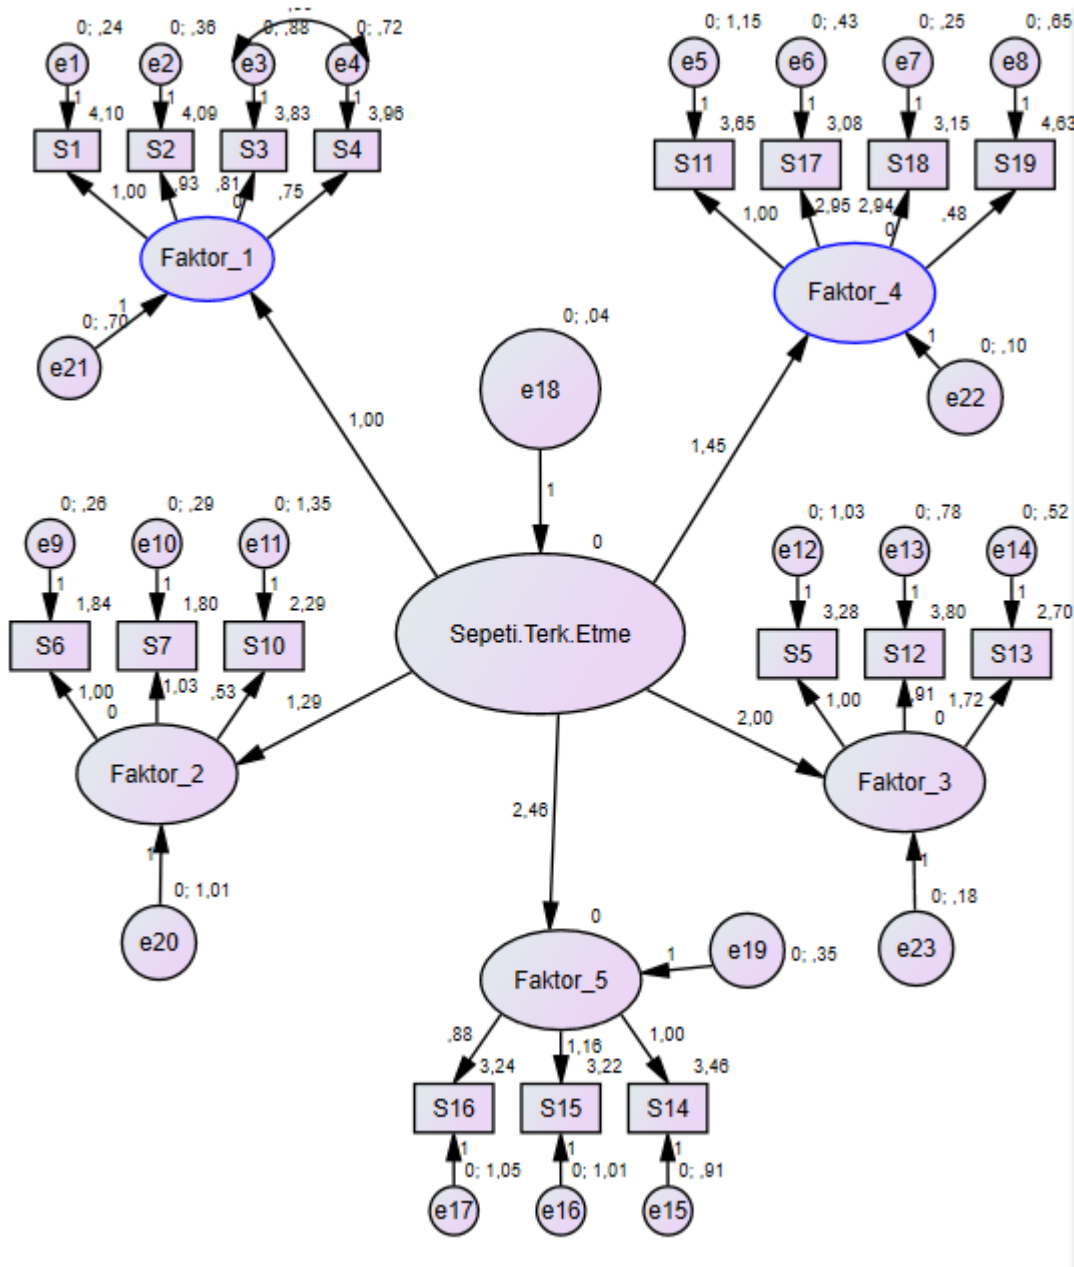 0; ,24 0; ,36 0; ,88 0; ,72
e1 e2 e3 e4
1 1 1 1
4,10 4,09 3,83 3,96
S1 S2 S3 S4
1,00 ,93 ,81 ,75
0
Faktor_1
1
0; ,70
e21
0; 1,15 0; ,43 0; ,25 0; ,65
e5 e6 e7 e8
1 1 1 1
3,65 3,08 3,15 4,63
S11 S17 S18 S19
1,00 2,95 2,94 ,48
0
Faktor_4
1
0; ,10
e22
0; ,04
e18
1
1,00
1,45
0
Sepeti.Terk.Etme
0; ,26 0; ,29 0; 1,35
e9 e10 e11
1 1 1
1,84 1,80 2,29
S6 S7 S10
1,00 1,03 ,53
0
1,29
Faktor_2
1
0; 1,01
e20
0; 1,03 0; ,78 0; ,52
e12 e13 e14
1 1 1
3,28 3,80 2,70
S5 S12 S13
1,00 ,91 1,72
0
2,00
Faktor_3
1
0; ,18
e23
2,46
0
Faktor_5
1
e19
0; ,35
,88 1,16 1,00
3,24 3,22 3,46
S16 S15 S14
1 1 1
0; 1,05 0; 1,01 0; ,91
e17 e16 e15